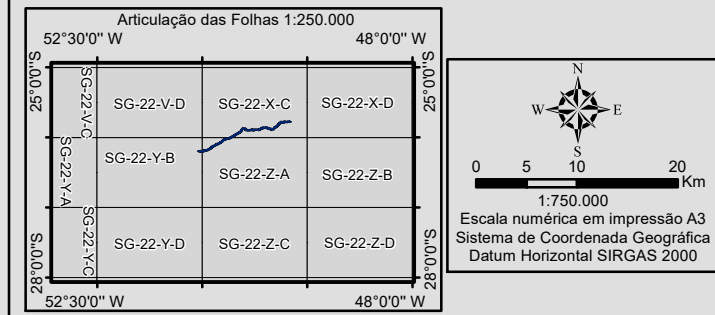 Articulação das Folhas 1:250.000
52°30'0" W
48°0'0" W
25°0'0"S
25°0'0"S
SG-22-V-C
SG-22-V-D
SG-22-X-C
SG-22-X-D
SG-22-Y-A
SG-22-Y-B
SG-22-Z-A
SG-22-Z-B
SG-22-Y-C
SG-22-Y-D
SG-22-Z-C
SG-22-Z-D
28°0'0"S
28°0'0"S
52°30'0" W
48°0'0" W
N
W
E
S
0 5 10 20
Km
1:750.000
Escala numérica em impressão A3
Sistema de Coordenada Geográfica
Datum Horizontal SIRGAS 2000